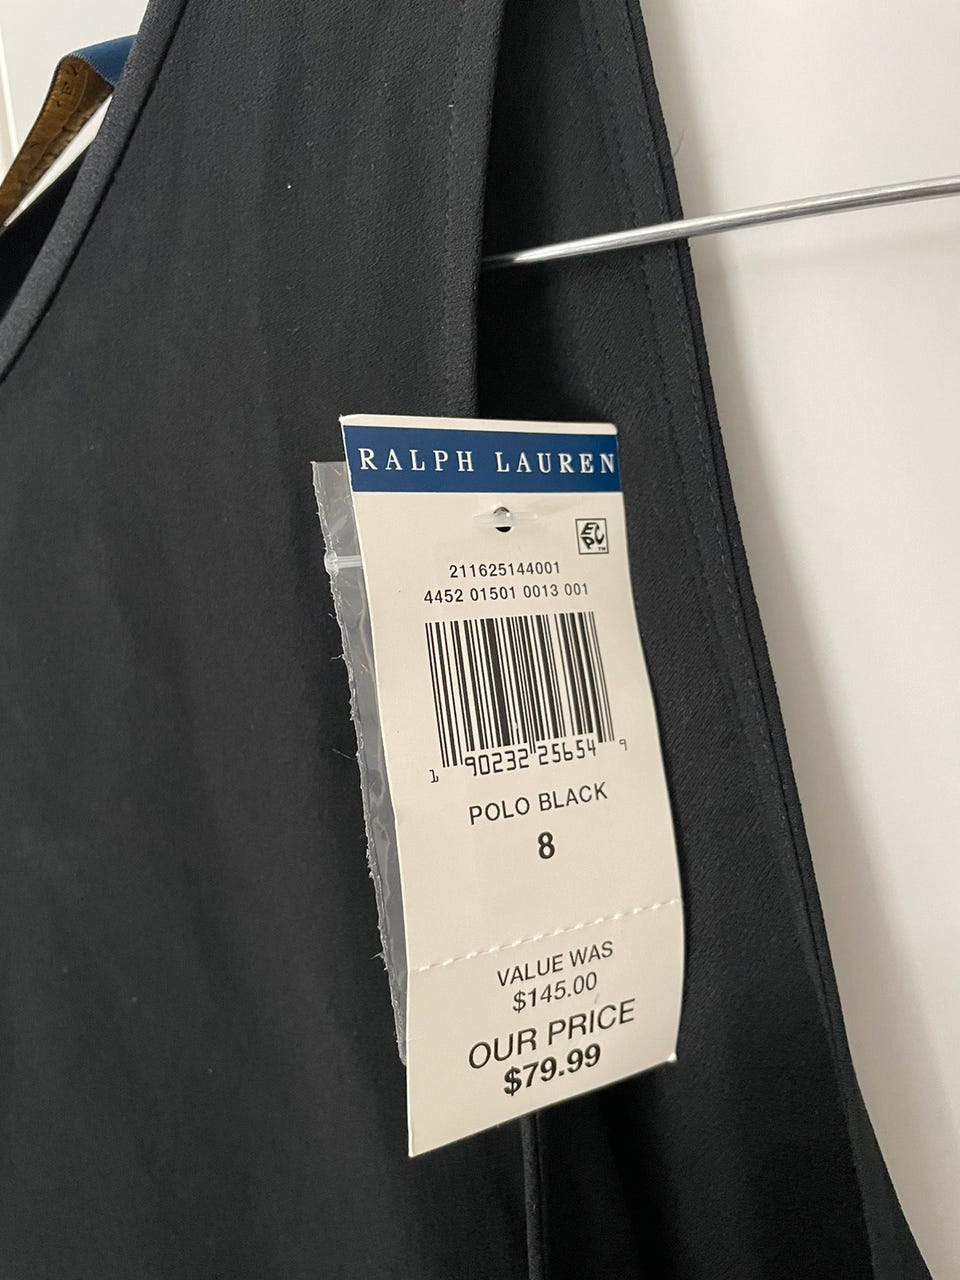 RALPH LAUREN
EPC™
211625144001
4452 01501 0013 001
1 90232 25654 9
POLO BLACK
8
VALUE WAS
$145.00
OUR PRICE
$79.99